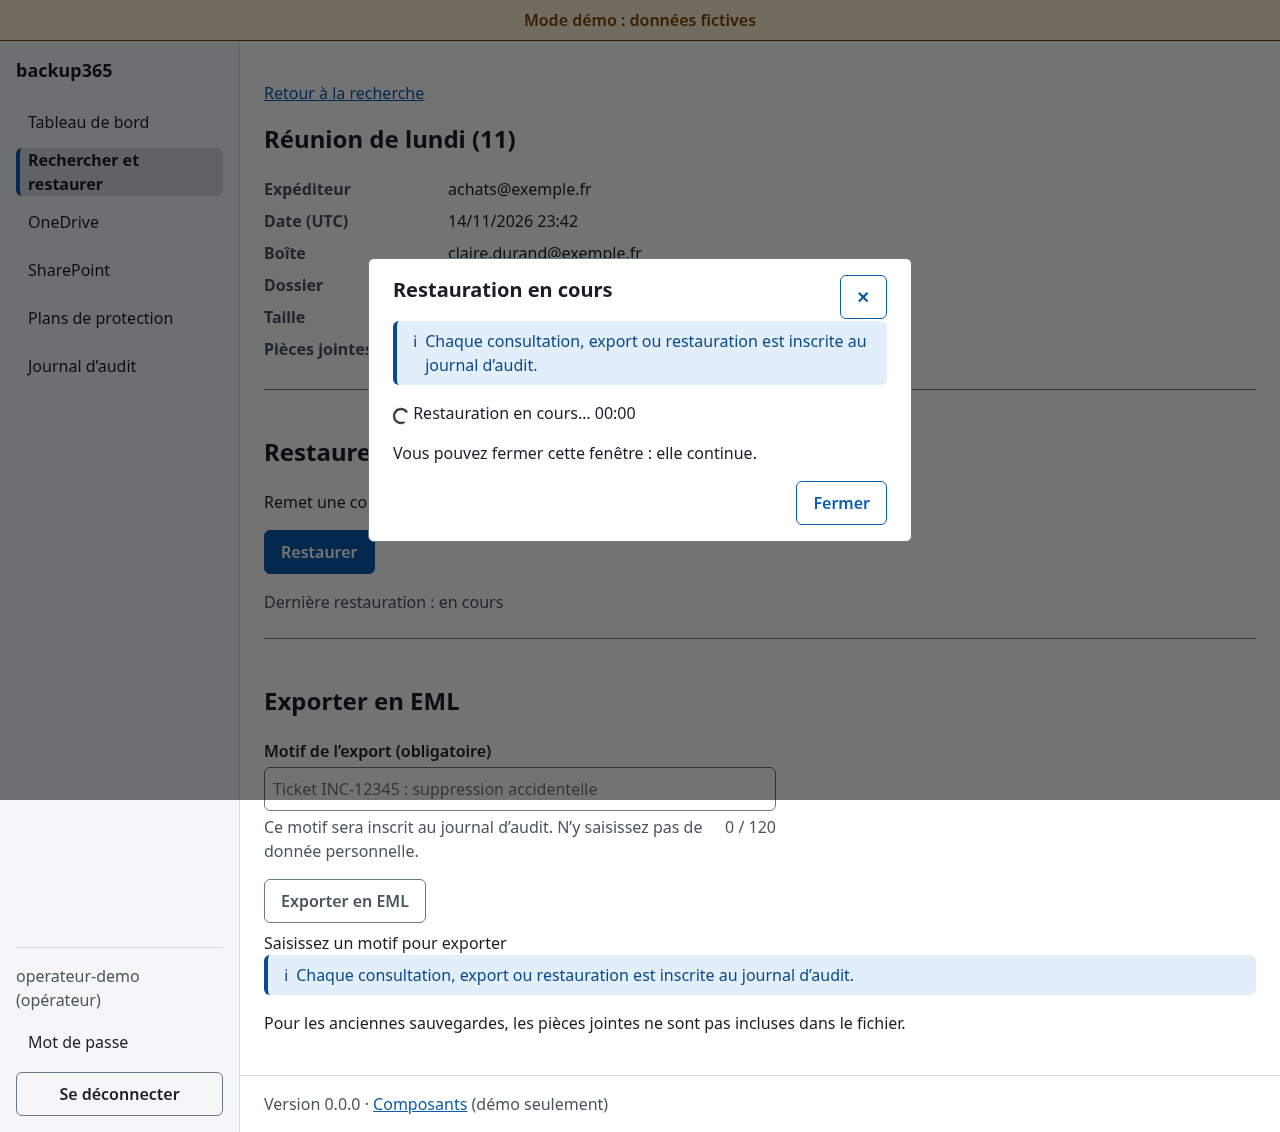 Mode démo : données fictives
backup365
Tableau de bord
Rechercher et
restaurer
OneDrive
SharePoint
Plans de protection
Journal d’audit
operateur-demo
(opérateur)
Mot de passe
Se déconnecter
Retour à la recherche
Réunion de lundi (11)
Expéditeur achats@exemple.fr
Date (UTC) 14/11/2026 23:42
Boîte claire.durand@exemple.fr
Dossier
Taille
Pièces jointes
Restauration en cours
×
i Chaque consultation, export ou restauration est inscrite au
journal d’audit.
Restauration en cours… 00:00
Vous pouvez fermer cette fenêtre : elle continue.
Fermer
Remet une co
Restaurer
Dernière restauration : en cours
Exporter en EML
Motif de l’export (obligatoire)
Ticket INC-12345 : suppression accidentelle
Ce motif sera inscrit au journal d’audit. N’y saisissez pas de 0 / 120
donnée personnelle.
Exporter en EML
Saisissez un motif pour exporter
i Chaque consultation, export ou restauration est inscrite au journal d’audit.
Pour les anciennes sauvegardes, les pièces jointes ne sont pas incluses dans le fichier.
Version 0.0.0 · Composants (démo seulement)